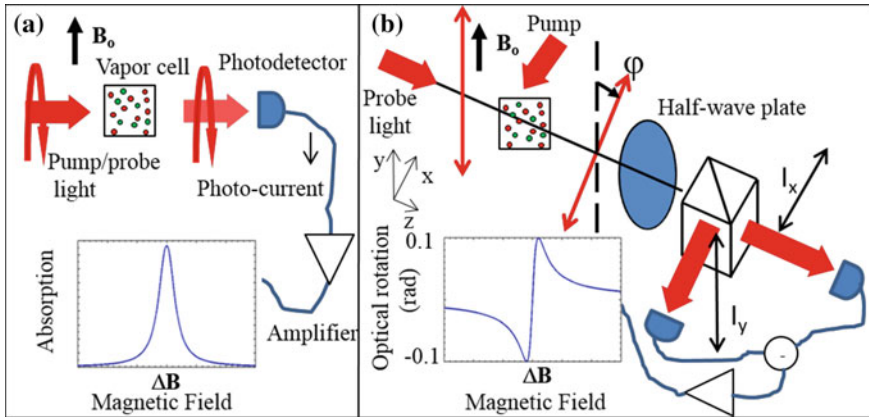 (a)
B₀
Vapor cell
Photodetector
Pump/probe
light
Photo-current
Absorption
Amplifier
ΔB
Magnetic Field
(b)
B₀
Pump
φ
Probe
light
Half-wave plate
y
x
z
Iₓ
I_y
0.1
Optical rotation
(rad)
-0.1
ΔB
Magnetic Field
-